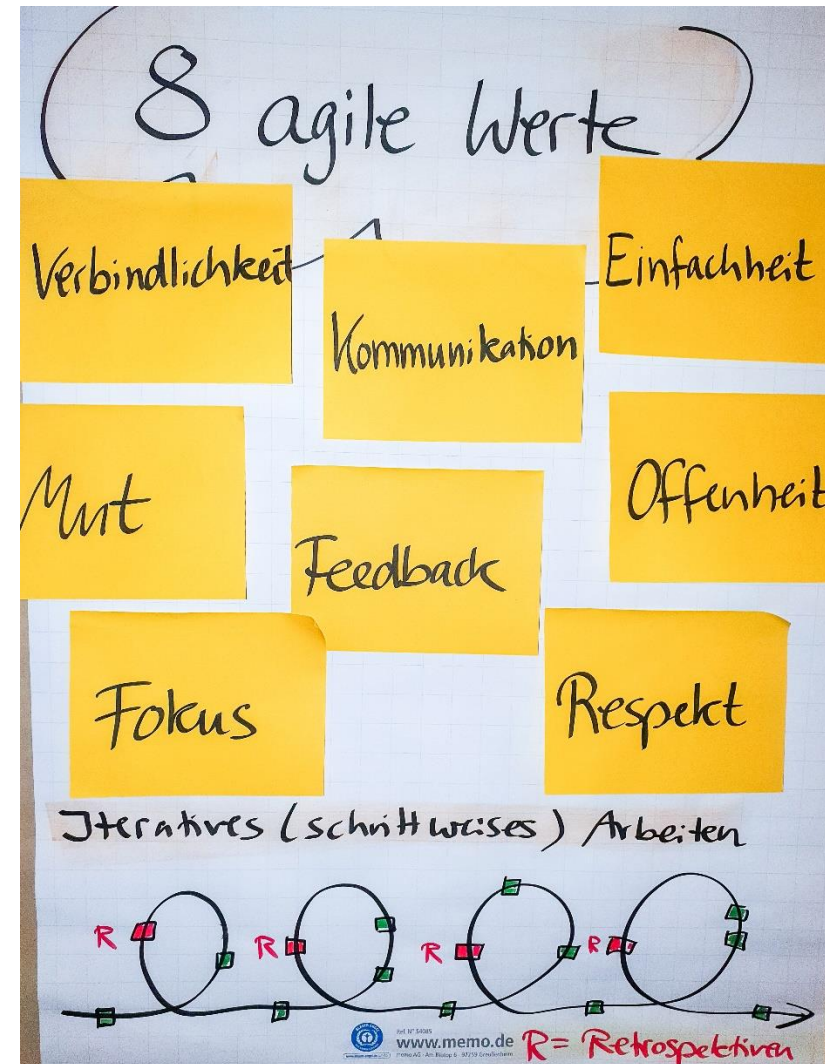 8 agile Werte
Verbindlichkeit
Kommunikation
Einfachheit
Mut
Feedback
Offenheit
Fokus
Respekt
Iteratives (schrittweises) Arbeiten
R R R R
www.memo.de
R = Retrospektiven